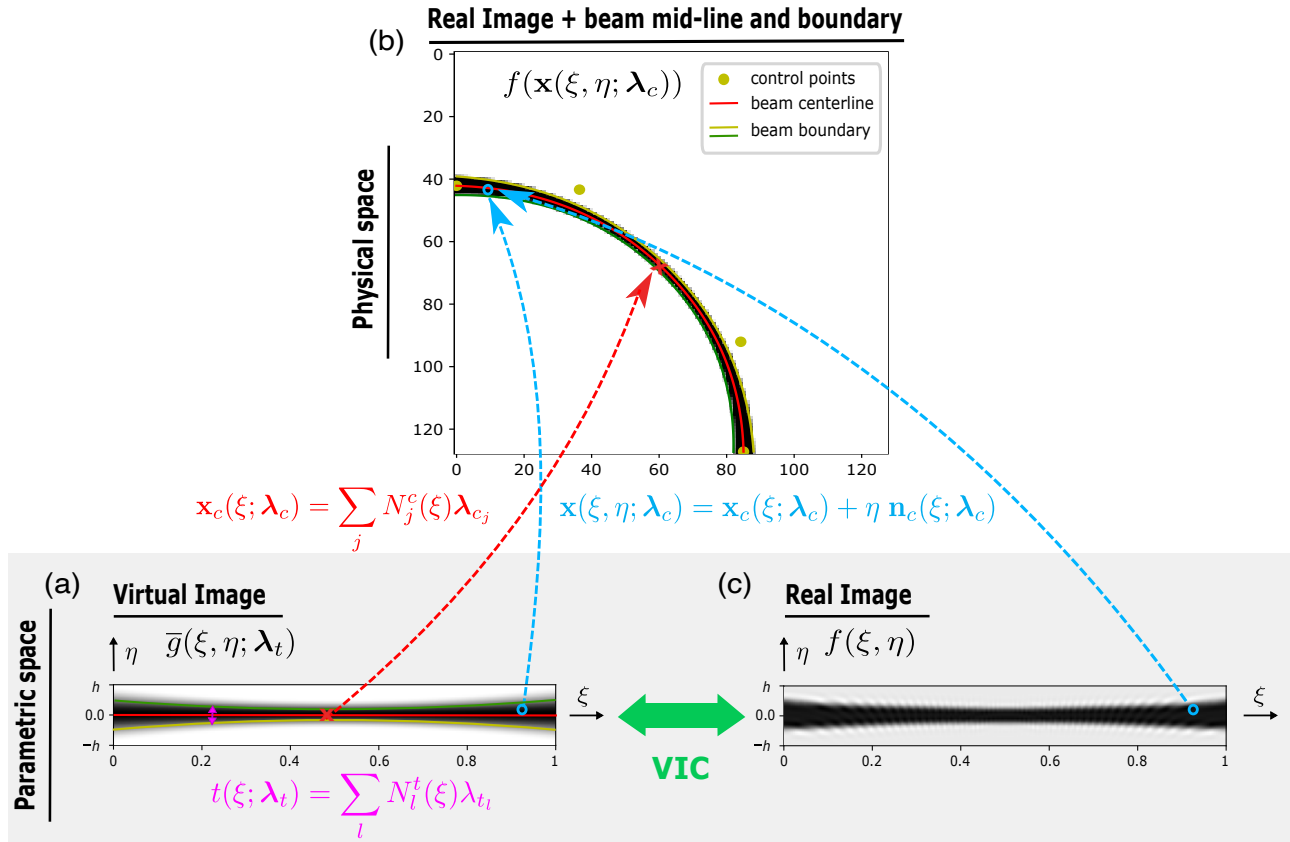 Real Image + beam mid-line and boundary
(b)
f(x(ξ, η; λ_c))
control points
beam centerline
beam boundary
Physical space
0
20
40
60
80
100
120
0 20 40 60 80 100 120
x_c(ξ; λ_c) = ∑_j N_j^c(ξ)λ_{c_j}
x(ξ, η; λ_c) = x_c(ξ; λ_c) + η n_c(ξ; λ_c)
Parametric space
(a)
Virtual Image
η
g̅(ξ, η; λ_t)
h
0.0
−h
0 0.2 0.4 0.6 0.8 1
ξ
t(ξ; λ_t) = ∑_l N_l^t(ξ)λ_{t_l}
VIC
(c)
Real Image
η
f(ξ, η)
h
0.0
−h
0 0.2 0.4 0.6 0.8 1
ξ